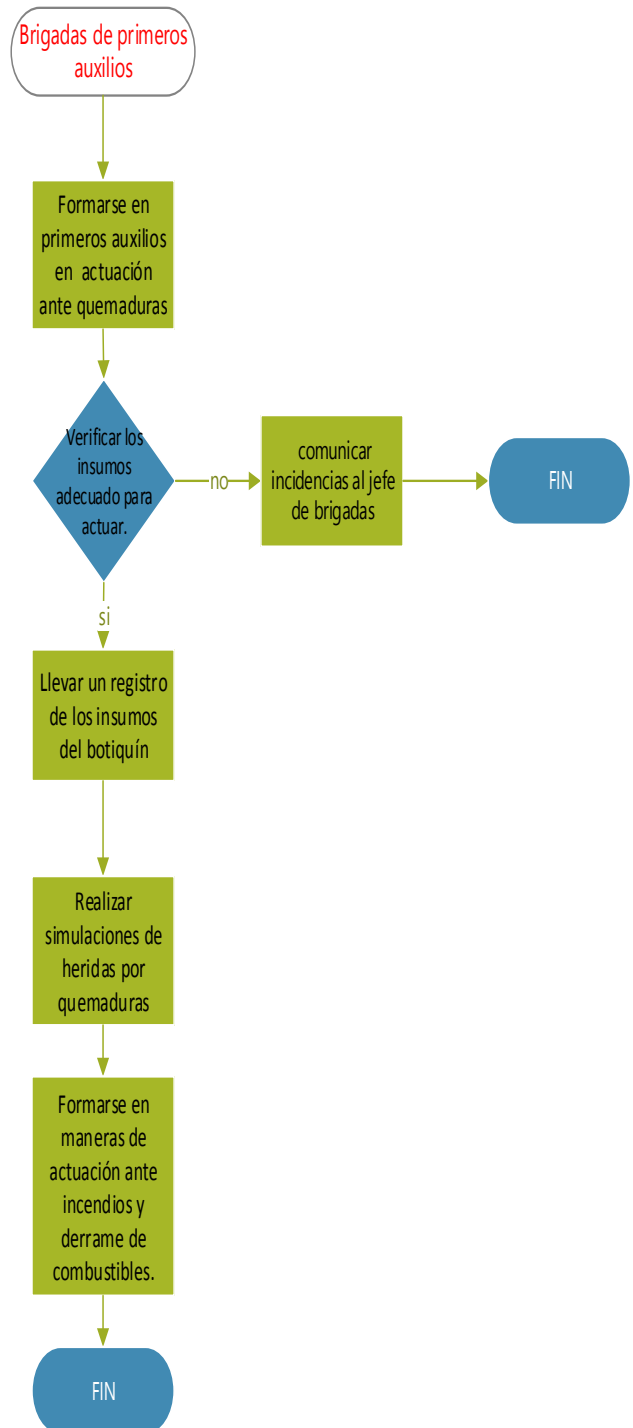 Brigadas de primeros
auxilios
Formarse en
primeros auxilios
en actuación
ante quemaduras
Verificar los
insumos
adecuado para
actuar.
no
comunicar
incidencias al jefe
de brigadas
FIN
si
Llevar un registro
de los insumos
del botiquín
Realizar
simulaciones de
heridas por
quemaduras
Formarse en
maneras de
actuación ante
incendios y
derrame de
combustibles.
FIN